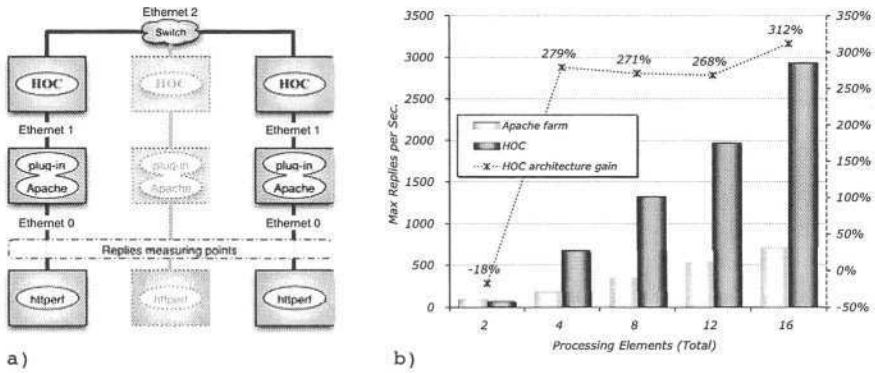 Ethernet 2
Switch
HOC
HOC
HOC
Ethernet 1
Ethernet 1
plug-in
Apache
plug-in
Apache
plug-in
Apache
Ethernet 0
Ethernet 0
Replies measuring points
httperf
httperf
httperf
a)
Max Replies per Sec.
3500
3000
2500
2000
1500
1000
500
0
350%
300%
250%
200%
150%
100%
50%
0%
-50%
-18%
279%
271%
268%
312%
Apache farm
HOC
HOC architecture gain
2
4
8
12
16
Processing Elements (Total)
b)